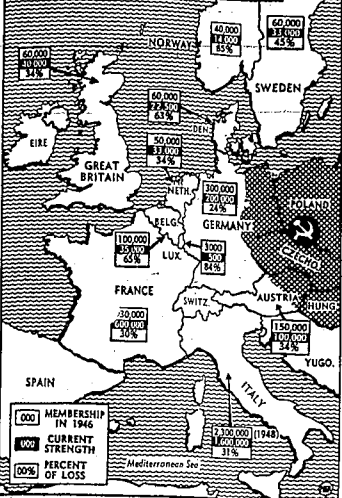 NORWAY
40,000
14,000
65%
60,000
33,000
45%
SWEDEN
60,000
40,000
34%
60,000
22,300
63%
DEN.
EIRE
GREAT
BRITAIN
50,000
33,000
34%
NETH.
300,000
200,000
24%
GERMANY
POLAND
CZECHO.
BELG.
100,000
35,000
65%
LUX.
3000
500
84%
FRANCE
600,000
30%
SWITZ.
AUSTRIA
HUNG.
150,000
100,000
34%
YUGO.
SPAIN
ITALY
2,300,000 (1948)
1,600,000
31%
Mediterranean Sea
000 MEMBERSHIP
IN 1946
000 CURRENT
STRENGTH
00% PERCENT
OF LOSS